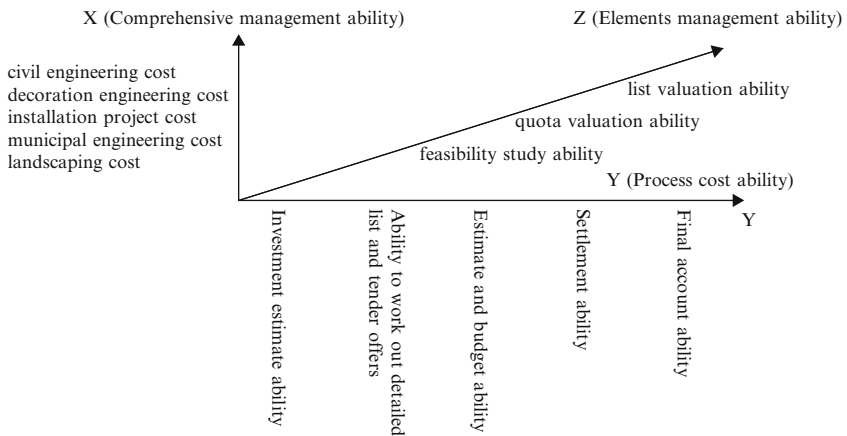 X (Comprehensive management ability)
Z (Elements management ability)
civil engineering cost
decoration engineering cost
installation project cost
municipal engineering cost
landscaping cost
list valuation ability
quota valuation ability
feasibility study ability
Y (Process cost ability)
Y
Investment estimate ability
Ability to work out detailed
list and tender offers
Estimate and budget ability
Settlement ability
Final account ability